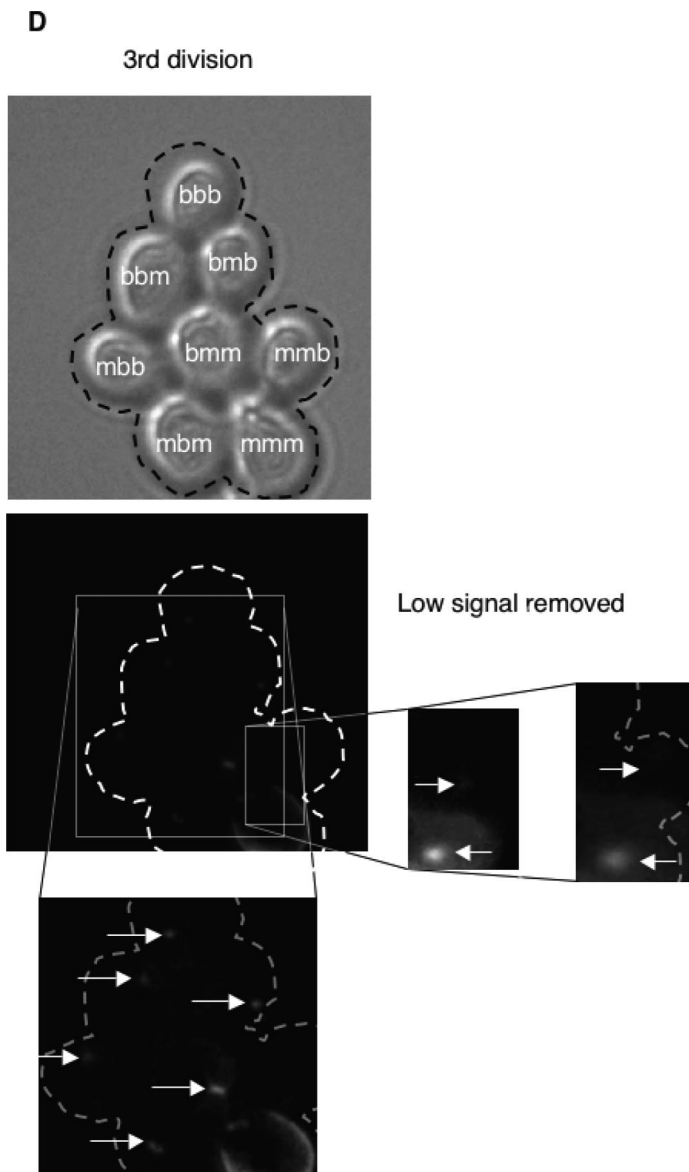 D
3rd division
bbb
bbm bmb
mbb bmm mmb
mbm mmm
Low signal removed